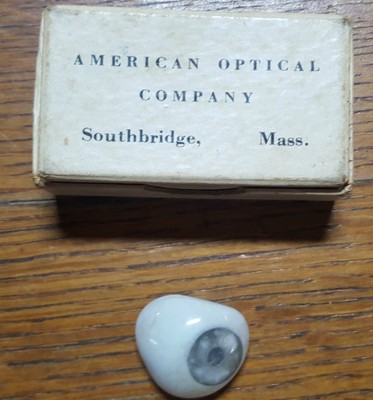 AMERICAN OPTICAL
COMPANY
Southbridge, Mass.